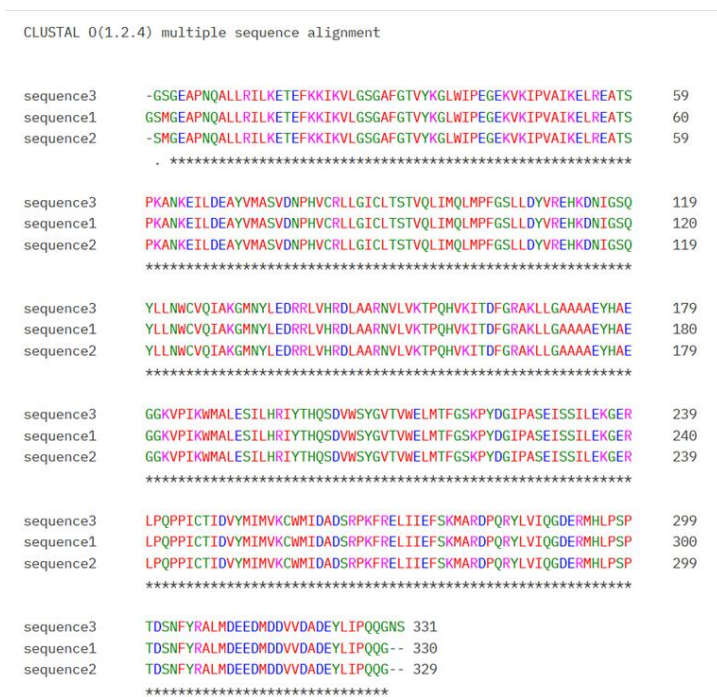 CLUSTAL O(1.2.4) multiple sequence alignment
sequence3 -GSGEAPNQALLRILKETEFKKIKVLGSGAFGTVYKGLWIPEGEKVKIPVAIKELREATS 59
sequence1 GSMGEAPNQALLRILKETEFKKIKVLGSGAFGTVYKGLWIPEGEKVKIPVAIKELREATS 60
sequence2 -SMGEAPNQALLRILKETEFKKIKVLGSGAFGTVYKGLWIPEGEKVKIPVAIKELREATS 59
. *********************************************************
sequence3 PKANKEILDEAYVMASVDNPHVCRLLGICLTSTVQLIMQLMPFGSLLDYVREHKDNIGSQ 119
sequence1 PKANKEILDEAYVMASVDNPHVCRLLGICLTSTVQLIMQLMPFGSLLDYVREHKDNIGSQ 120
sequence2 PKANKEILDEAYVMASVDNPHVCRLLGICLTSTVQLIMQLMPFGSLLDYVREHKDNIGSQ 119
************************************************************
sequence3 YLLNWCVQIAKGMNYLEDRRLVHRDLAARNVLVKTPQHVKITDFGRAKLLGAAAAEYHAE 179
sequence1 YLLNWCVQIAKGMNYLEDRRLVHRDLAARNVLVKTPQHVKITDFGRAKLLGAAAAEYHAE 180
sequence2 YLLNWCVQIAKGMNYLEDRRLVHRDLAARNVLVKTPQHVKITDFGRAKLLGAAAAEYHAE 179
************************************************************
sequence3 GGKVPIKWMALESILHRIYTHQSDVWSYGVTVWELMTFGSKPYDGIPASEISSILEKGER 239
sequence1 GGKVPIKWMALESILHRIYTHQSDVWSYGVTVWELMTFGSKPYDGIPASEISSILEKGER 240
sequence2 GGKVPIKWMALESILHRIYTHQSDVWSYGVTVWELMTFGSKPYDGIPASEISSILEKGER 239
************************************************************
sequence3 LPQPPICTIDVYMIMVKCWMIDADSRPKFRELIIEFSKMARDPQRYLVIQGDERMHLPSP 299
sequence1 LPQPPICTIDVYMIMVKCWMIDADSRPKFRELIIEFSKMARDPQRYLVIQGDERMHLPSP 300
sequence2 LPQPPICTIDVYMIMVKCWMIDADSRPKFRELIIEFSKMARDPQRYLVIQGDERMHLPSP 299
************************************************************
sequence3 TDSNFYRALMDEEDMDDVVDADEYLIPQQGNS 331
sequence1 TDSNFYRALMDEEDMDDVVDADEYLIPQQG-- 330
sequence2 TDSNFYRALMDEEDMDDVVDADEYLIPQQG-- 329
******************************